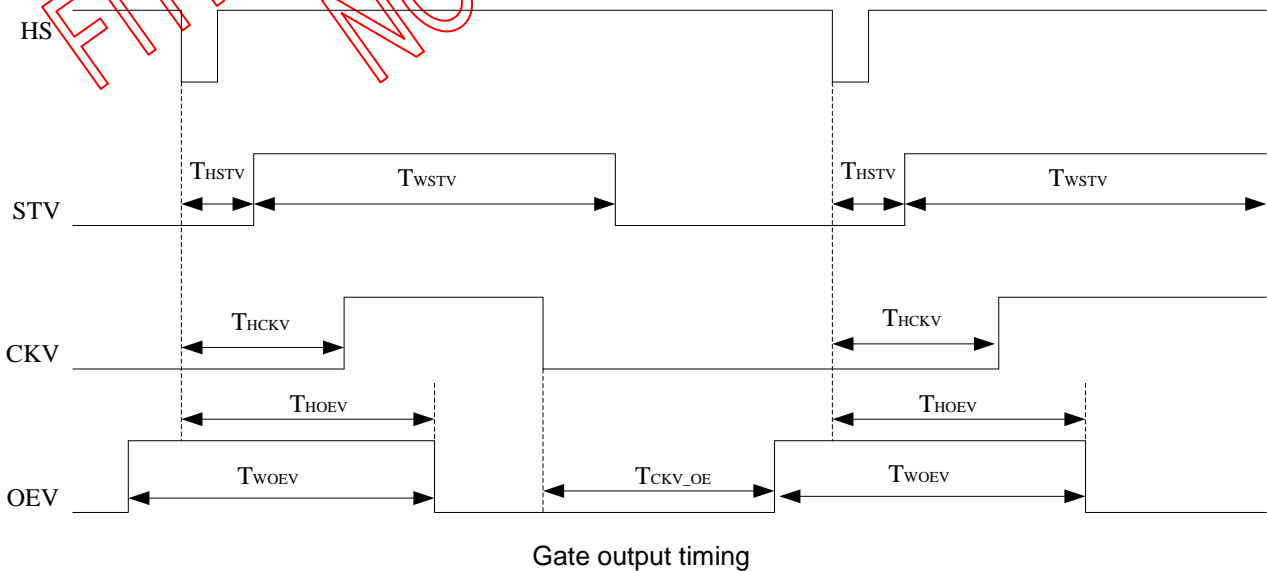 HS
THSTV
TWSTV
THSTV
TWSTV
STV
THCKV
THCKV
CKV
THOEV
THOEV
TWOEV
TCKV_OE
TWOEV
OEV
Gate output timing